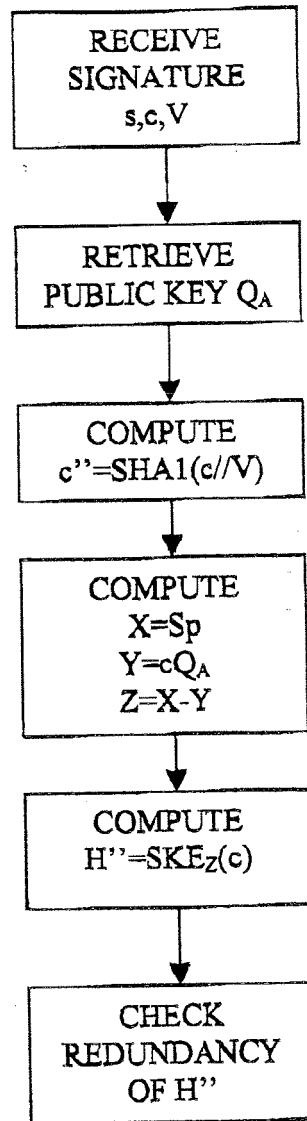 RECEIVE
SIGNATURE
s,c,V
RETRIEVE
PUBLIC KEY QA
COMPUTE
c''=SHA1(c//V)
COMPUTE
X=Sp
Y=cQA
Z=X-Y
COMPUTE
H''=SKEZ(c)
CHECK
REDUNDANCY
OF H''